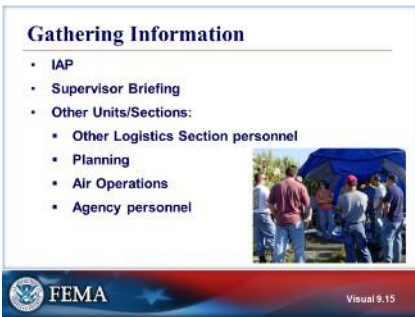 Gathering Information
• IAP
• Supervisor Briefing
• Other Units/Sections:
▪ Other Logistics Section personnel
▪ Planning
▪ Air Operations
▪ Agency personnel
FEMA
Visual 9.15